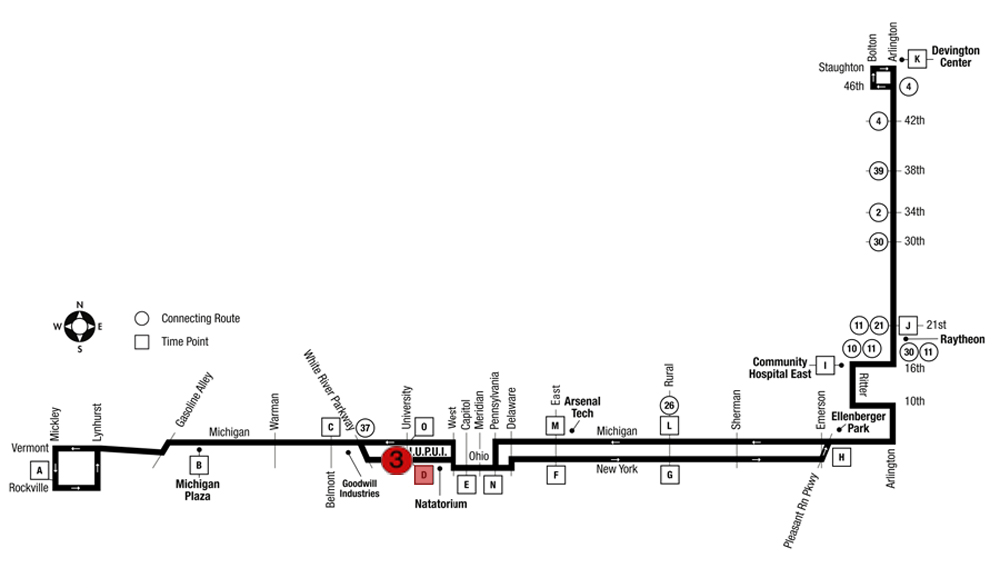 Bolton
Arlington
K
Devington
Center
Staughton
46th
4
4
42th
39
38th
2
34th
30
30th
N
W
E
S
Connecting Route
Time Point
11
21
J
21st
Raytheon
10
11
30
11
Community
Hospital East
I
16th
Ritter
10th
Mickley
Lynhurst
Gasoline Alley
Warman
White River Parkway
C
37
University
O
West
Capitol
Meridian
Pennsylvania
Delaware
East
Arsenal
Tech
M
Rural
26
L
Sherman
Emerson
Ellenberger
Park
H
Vermont
A
Rockville
Michigan
B
Michigan
Plaza
Belmont
Goodwill
Industries
3
.U.P.U.I.
D
Natatorium
Ohio
E
N
Michigan
New York
F
G
Pleasant Rn Pkwy
Arlington